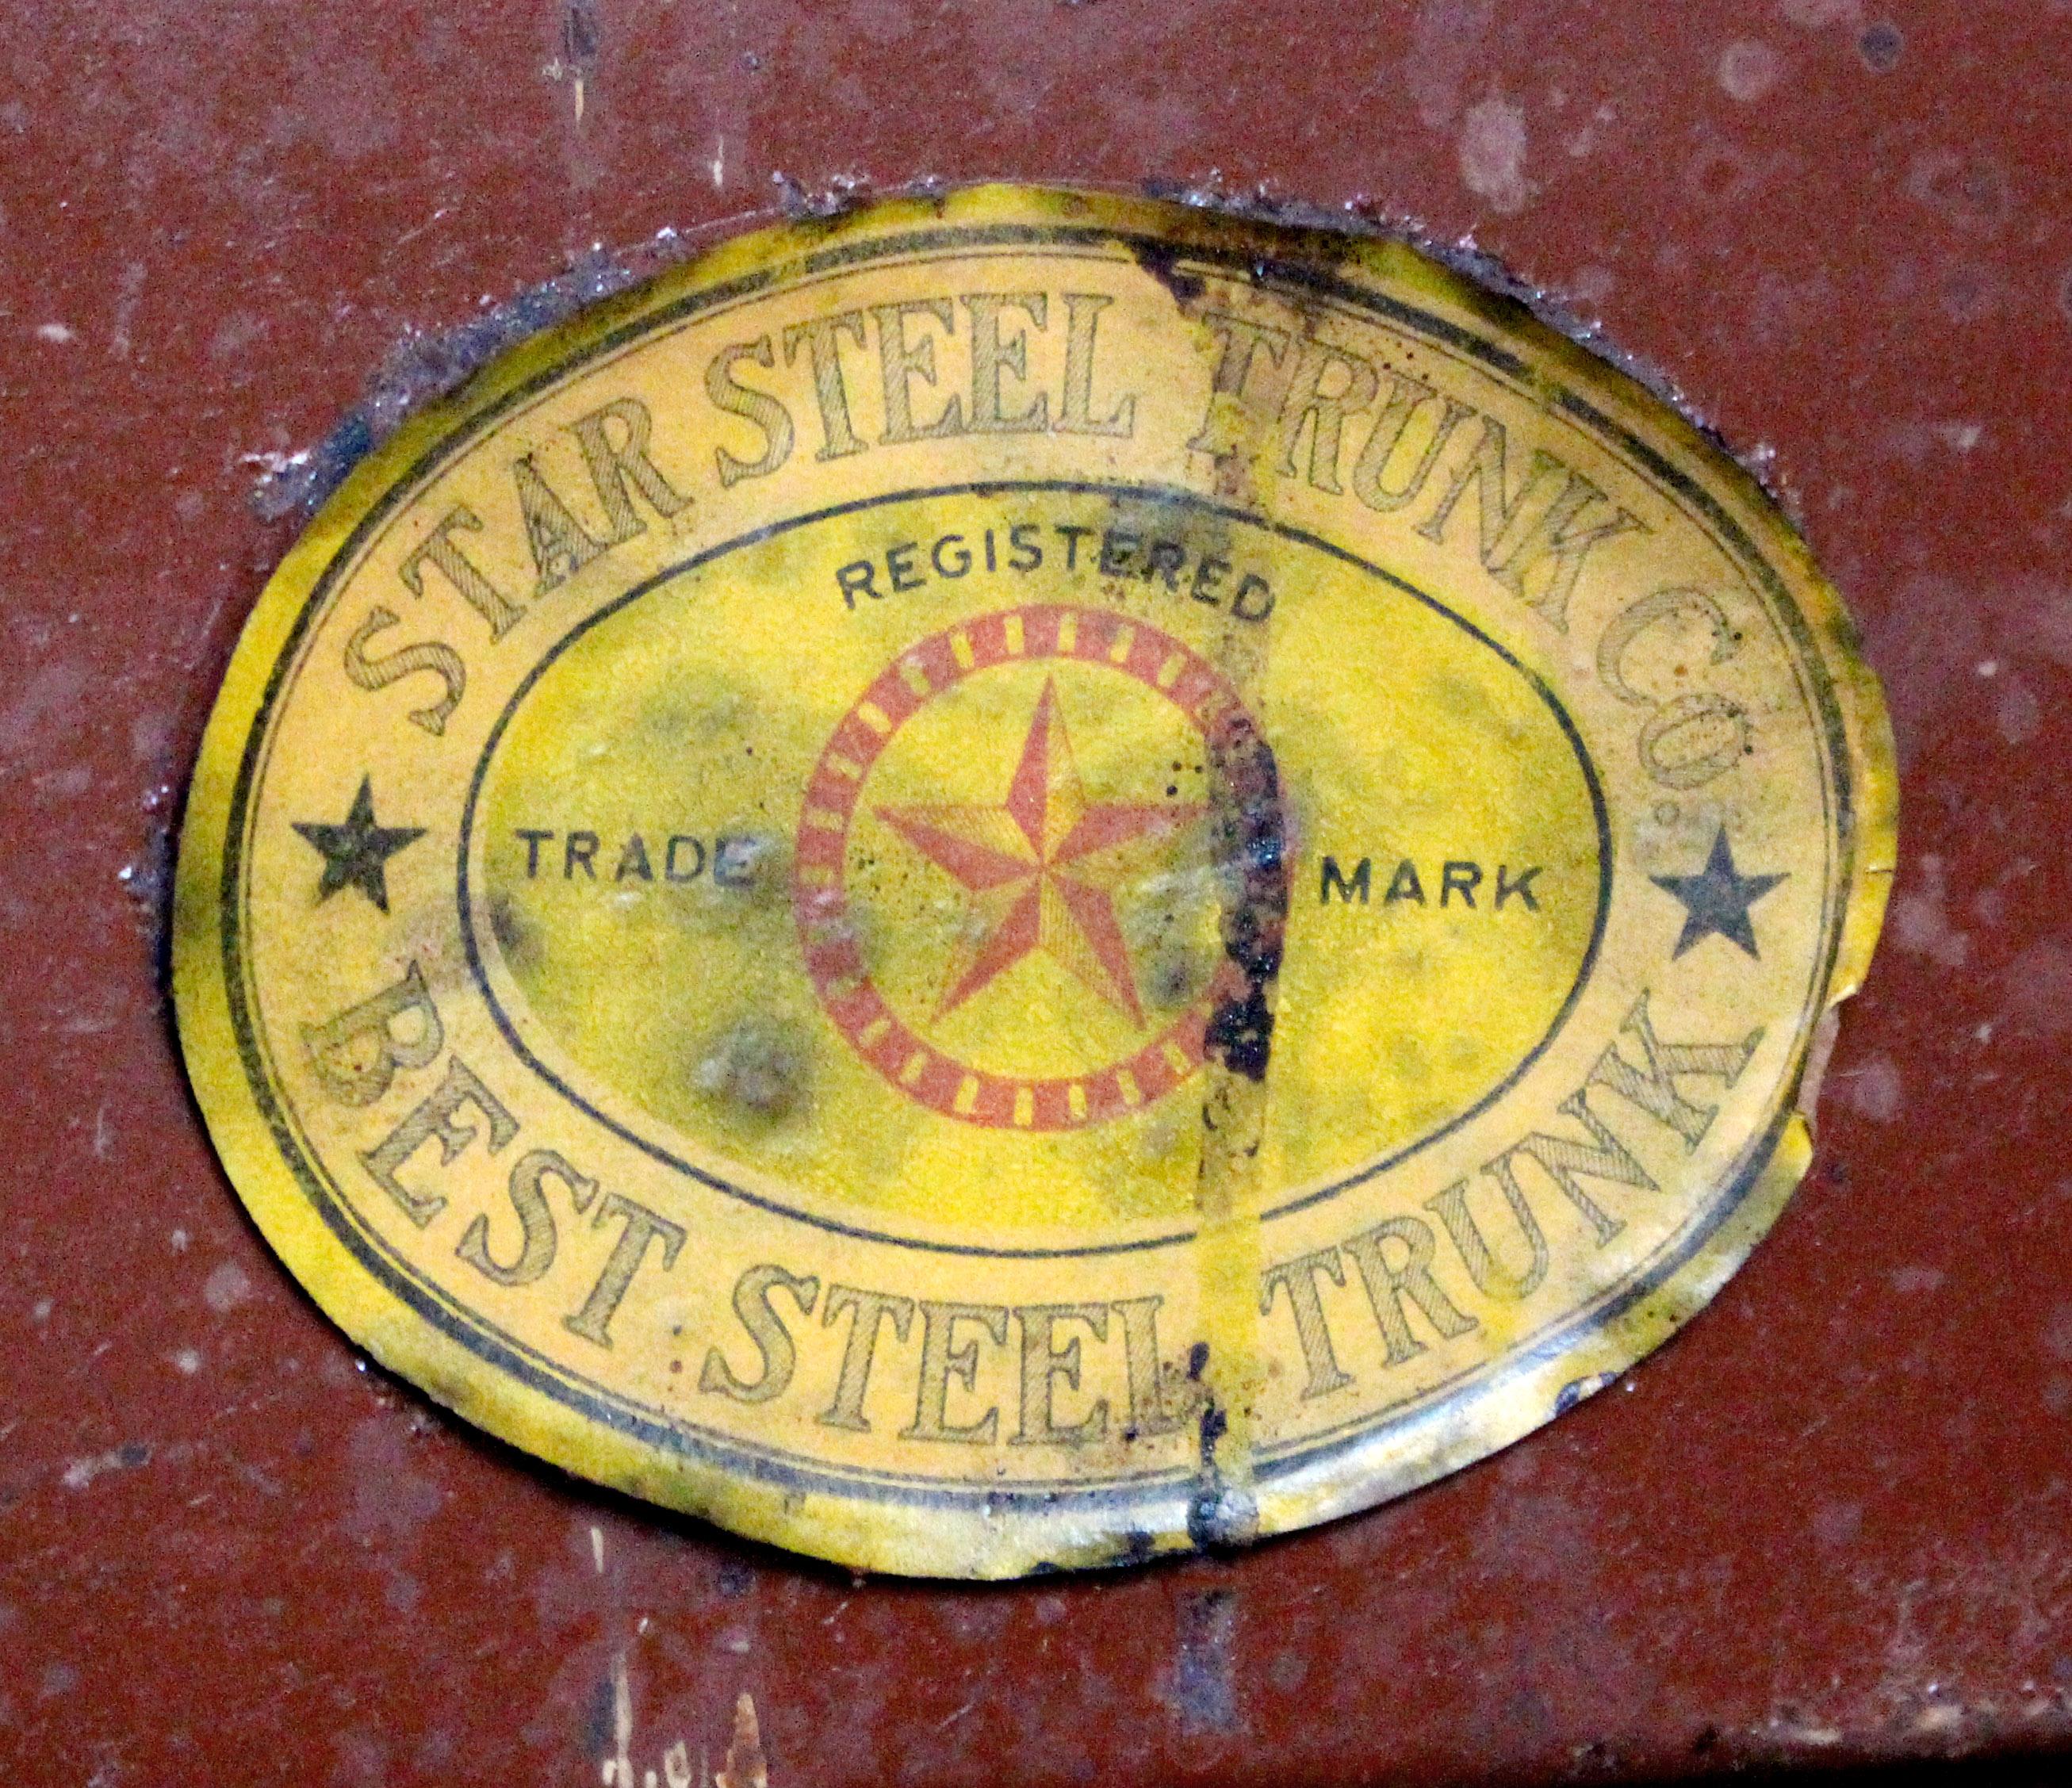 STAR STEEL TRUNK CO.
REGISTERED
TRADE MARK
BEST STEEL TRUNK